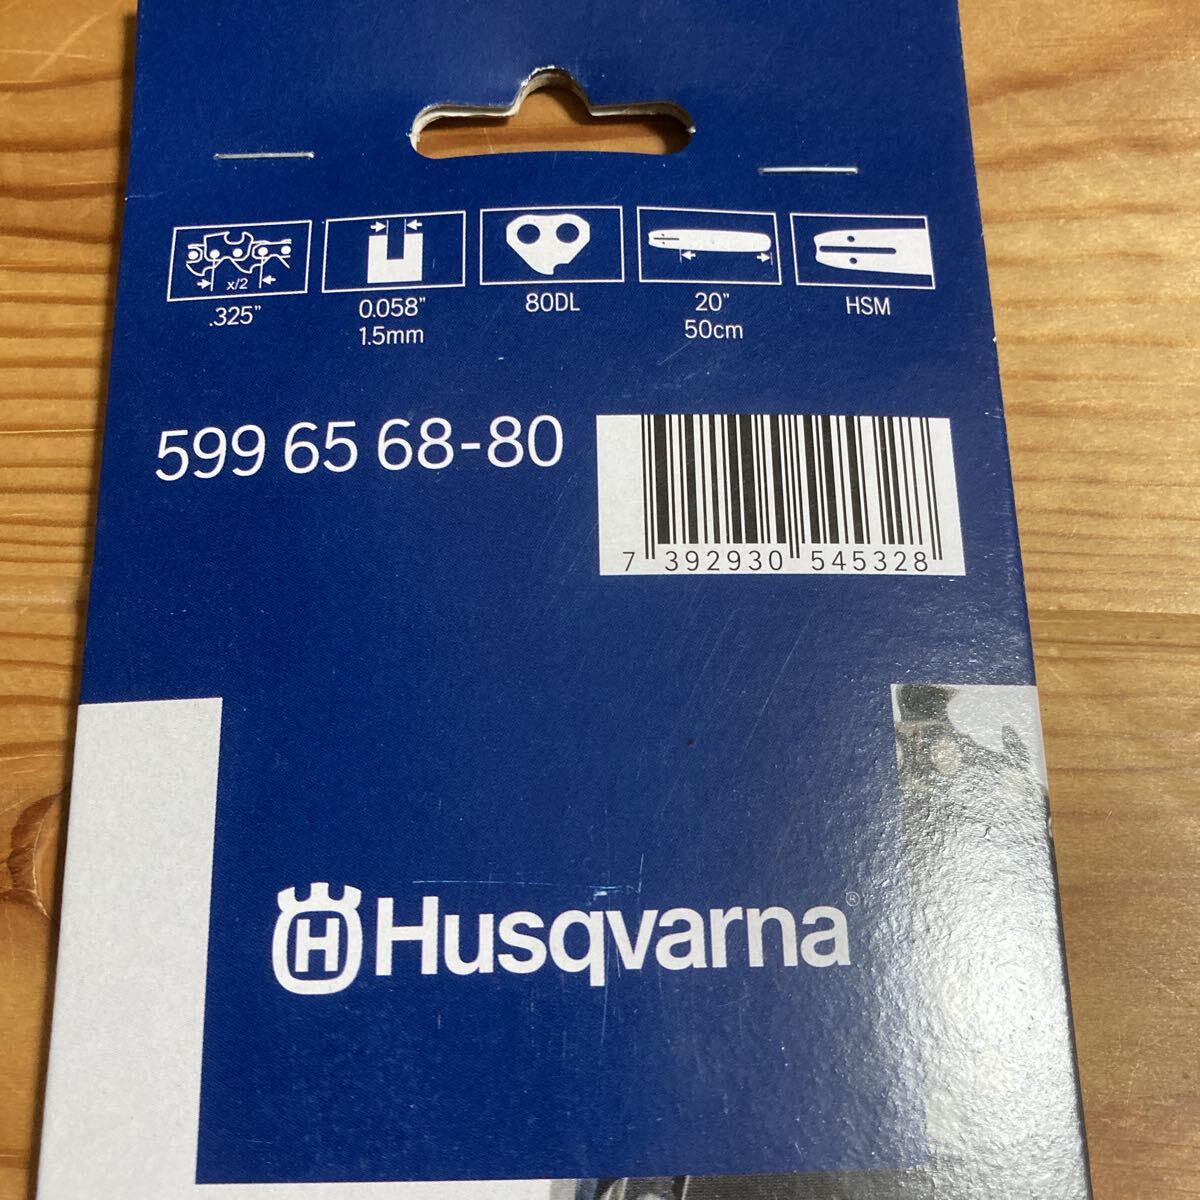 x/2
.325"
0.058"
1.5mm
80DL
20"
50cm
HSM
599 65 68-80
7 392930 545328
H Husqvarna®